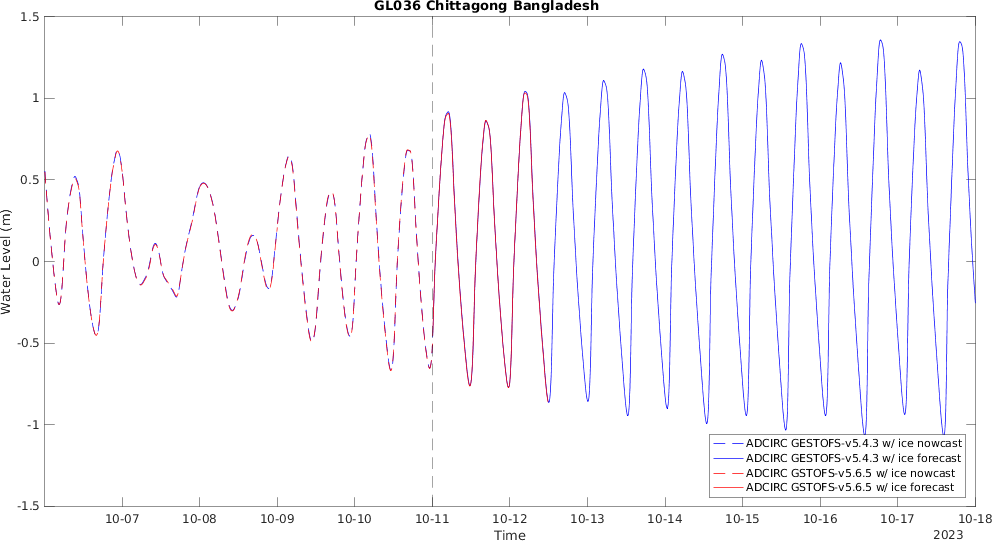 GL036 Chittagong Bangladesh
1.5
1
0.5
0
-0.5
-1
-1.5
Water Level (m)
ADCIRC GESTOFS-v5.4.3 w/ ice nowcast
ADCIRC GESTOFS-v5.4.3 w/ ice forecast
ADCIRC GSTOFS-v5.6.5 w/ ice nowcast
ADCIRC GSTOFS-v5.6.5 w/ ice forecast
10-07 10-08 10-09 10-10 10-11 10-12 10-13 10-14 10-15 10-16 10-17 10-18
Time
2023